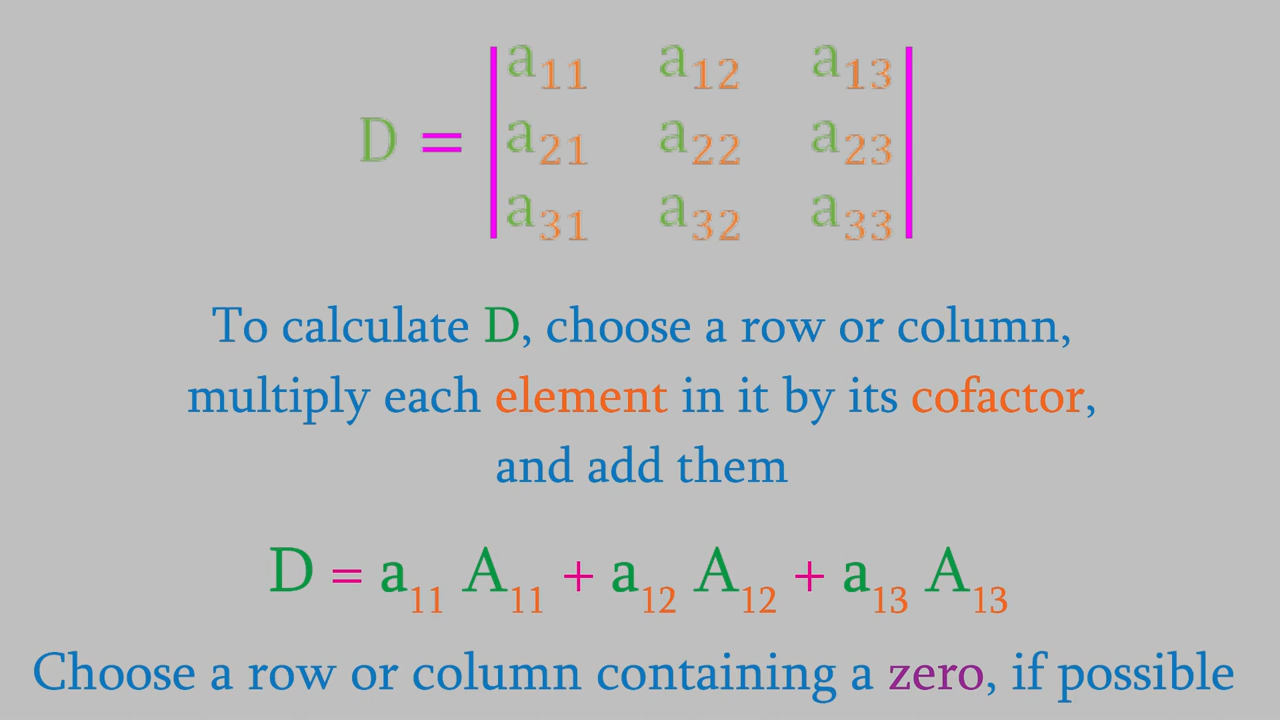 D = | a₁₁ a₁₂ a₁₃ |
| a₂₁ a₂₂ a₂₃ |
| a₃₁ a₃₂ a₃₃ |
To calculate D, choose a row or column,
multiply each element in it by its cofactor,
and add them
D = a₁₁ A₁₁ + a₁₂ A₁₂ + a₁₃ A₁₃
Choose a row or column containing a zero, if possible